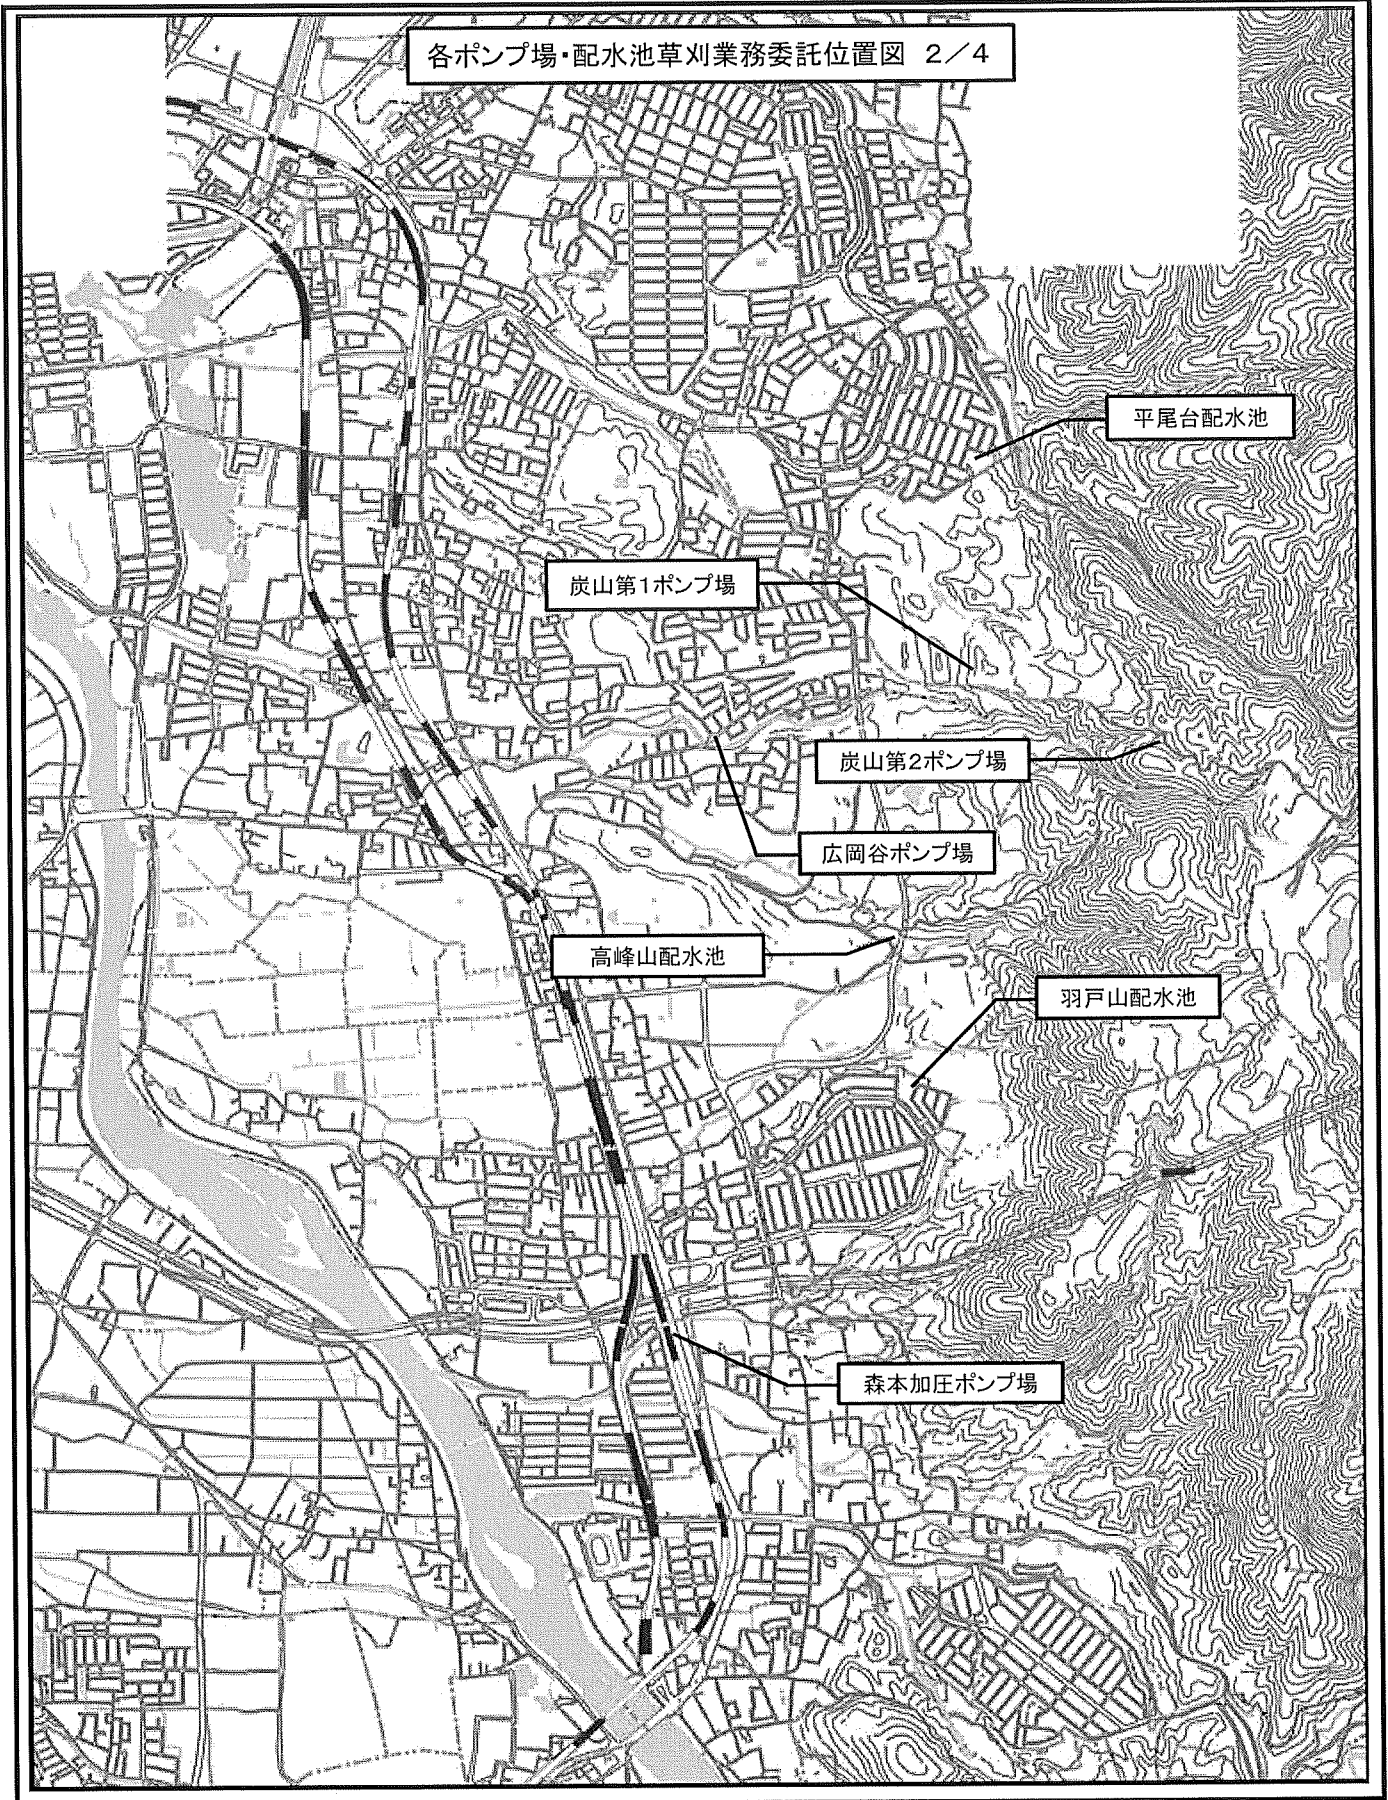 各ポンプ場・配水池草刈業務委託位置図 2／4
平尾台配水池
炭山第1ポンプ場
炭山第2ポンプ場
広岡谷ポンプ場
高峰山配水池
羽戸山配水池
森本加圧ポンプ場